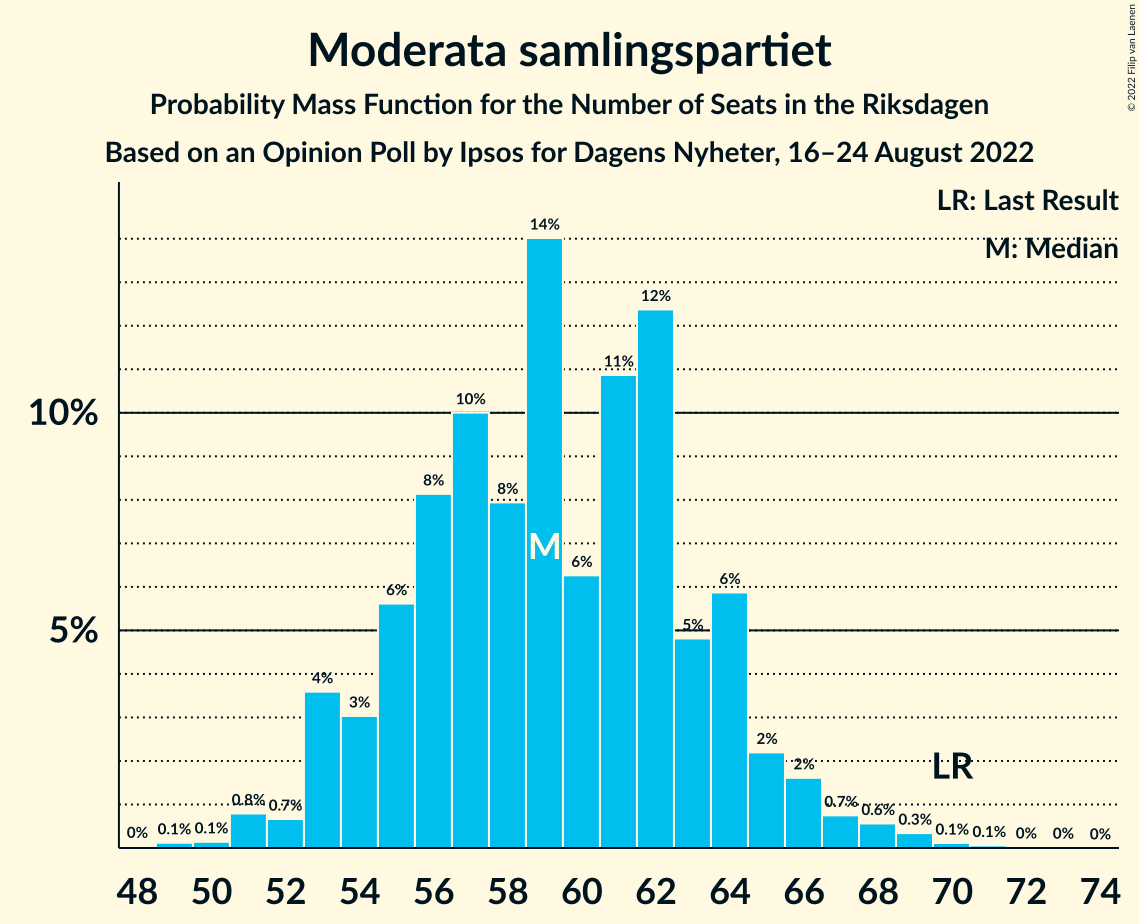 Moderata samlingspartiet
Probability Mass Function for the Number of Seats in the Riksdagen
Based on an Opinion Poll by Ipsos for Dagens Nyheter, 16–24 August 2022
© 2022 Filip van Laenen
LR: Last Result
M: Median
10%
5%
0% 0.1% 0.1% 0.8% 0.7% 4% 3% 6% 8% 10% 8% 14% 6% 11% 12% 5% 6% 2% 2% 0.7% 0.6% 0.3% 0.1% 0.1% 0% 0% 0%
M
LR
48 50 52 54 56 58 60 62 64 66 68 70 72 74